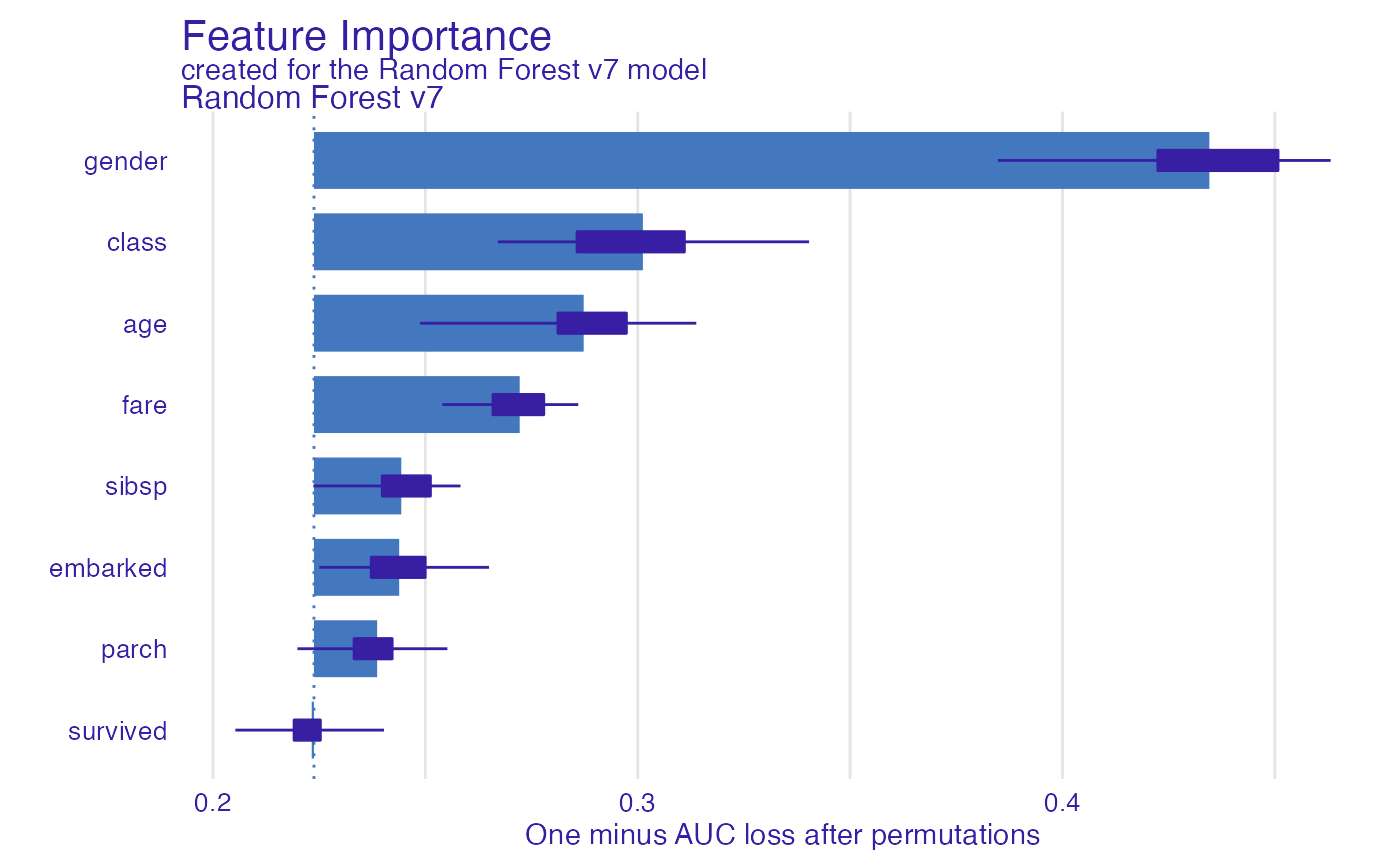 Feature Importance
created for the Random Forest v7 model
Random Forest v7
gender
class
age
fare
sibsp
embarked
parch
survived
0.2
0.3
0.4
One minus AUC loss after permutations